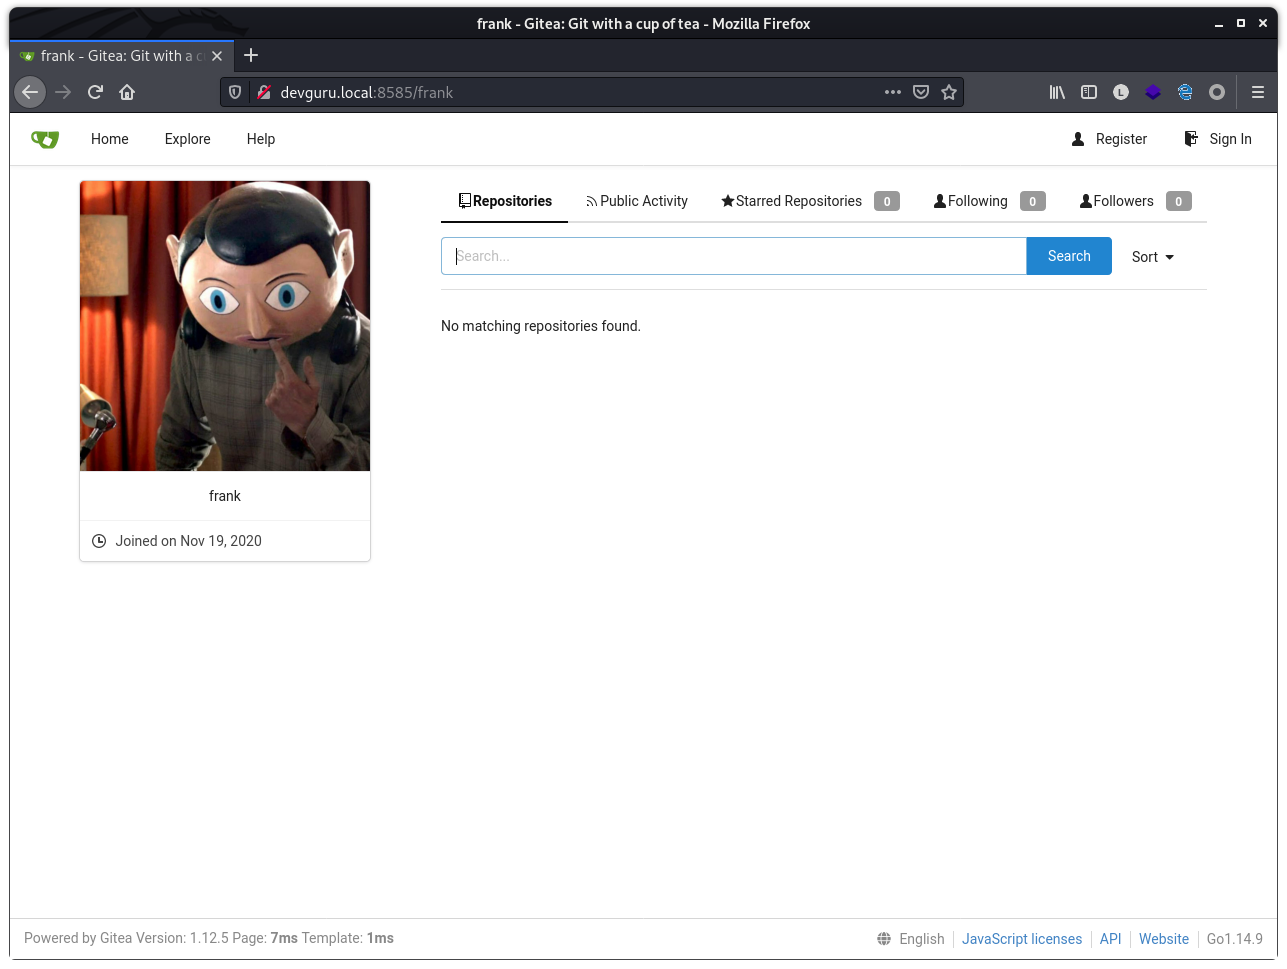 frank - Gitea: Git with a cup of tea - Mozilla Firefox
frank - Gitea: Git with a c
devguru.local:8585/frank
L
Home Explore Help Register Sign In
Repositories Public Activity Starred Repositories 0 Following 0 Followers 0
Search... Search Sort
No matching repositories found.
frank
Joined on Nov 19, 2020
Powered by Gitea Version: 1.12.5 Page: 7ms Template: 1ms English JavaScript licenses API Website Go1.14.9